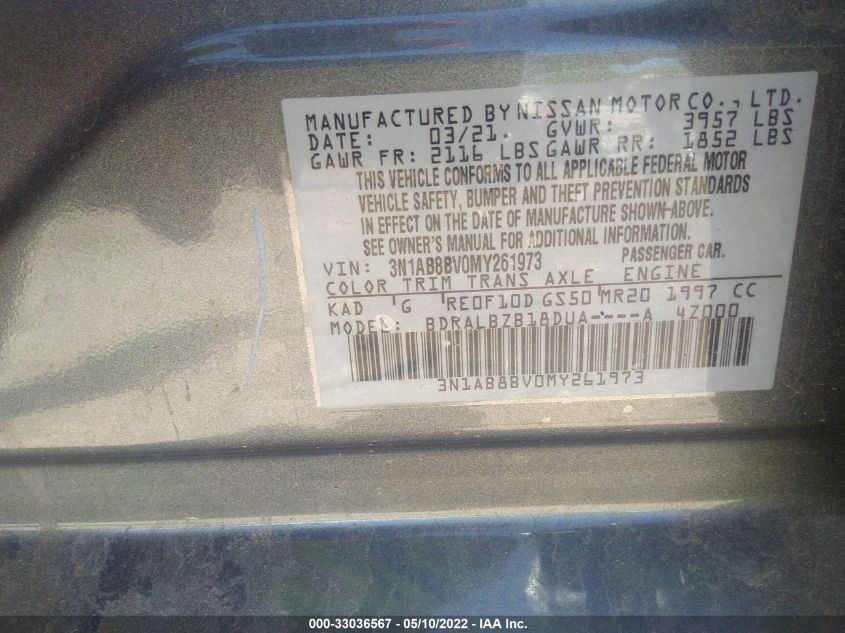 MANUFACTURED BY NISSAN MOTOR CO., LTD.
DATE: 03/21 GVWR: 3957 LBS
GAWR FR: 2116 LBS GAWR RR: 1852 LBS
THIS VEHICLE CONFORMS TO ALL APPLICABLE FEDERAL MOTOR
VEHICLE SAFETY, BUMPER AND THEFT PREVENTION STANDARDS
IN EFFECT ON THE DATE OF MANUFACTURE SHOWN-ABOVE.
SEE OWNER'S MANUAL FOR ADDITIONAL INFORMATION.
VIN: 3N1AB8BV0MY261973 PASSENGER CAR.
COLOR TRIM TRANS AXLE ENGINE
KAD G RE0F10D GS50 MR20 1997 CC
MODEL: BDRALBZB18DUA----A 4Z000
3N1AB8BV0MY261973
000-33036567 — 05/10/2022 - IAA Inc.